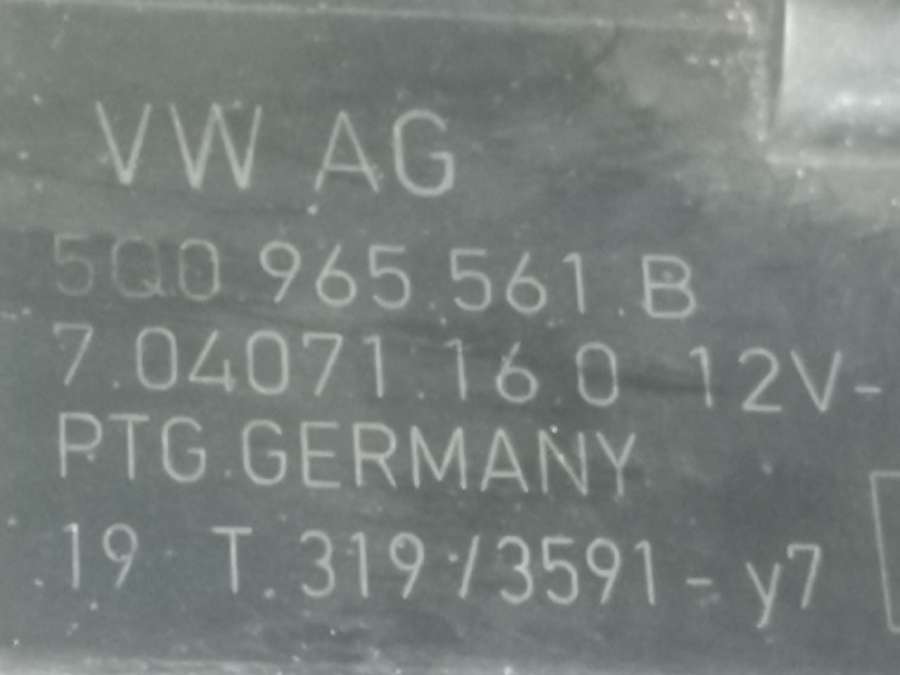 VW AG
5Q0 965 561 B
7.04071.16.0 12V-
PTG.GERMANY
19 T.319/3591-y7